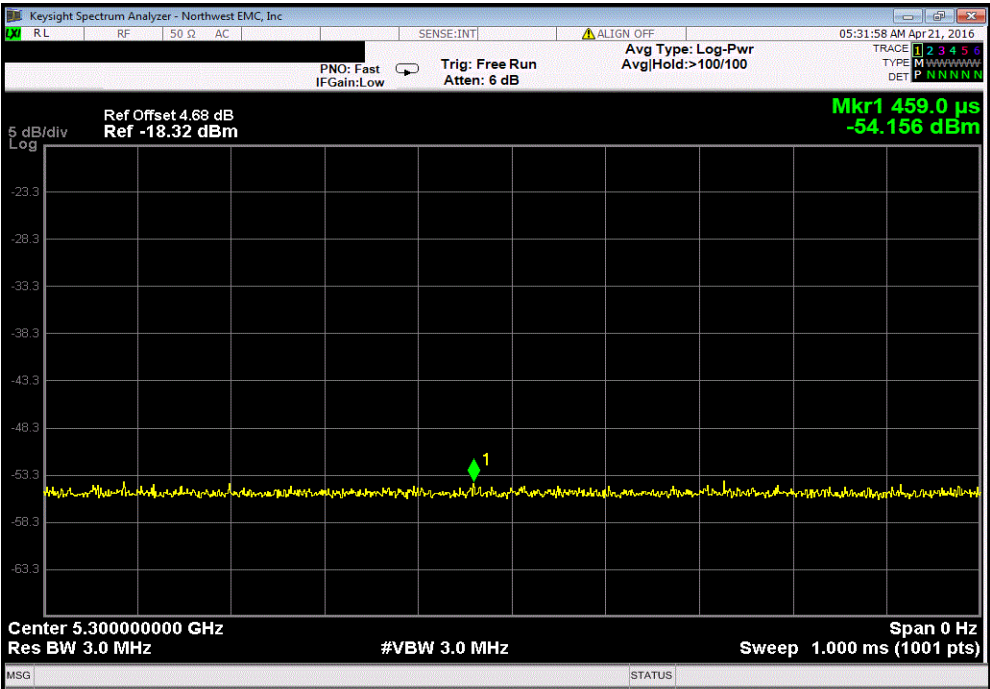 Keysight Spectrum Analyzer - Northwest EMC, Inc
LXI RL RF 50 Ω AC SENSE:INT ALIGN OFF 05:31:58 AM Apr 21, 2016
PNO: Fast Trig: Free Run Avg Type: Log-Pwr TRACE 1 2 3 4 5 6
IFGain:Low Atten: 6 dB Avg|Hold:>100/100 TYPE M WWWWW
DET P N N N N N
Mkr1 459.0 µs
-54.156 dBm
Ref Offset 4.68 dB
5 dB/div Ref -18.32 dBm
Log
-23.3
-28.3
-33.3
-38.3
-43.3
-48.3
1
-53.3
-58.3
-63.3
Center 5.300000000 GHz Span 0 Hz
Res BW 3.0 MHz #VBW 3.0 MHz Sweep 1.000 ms (1001 pts)
MSG STATUS